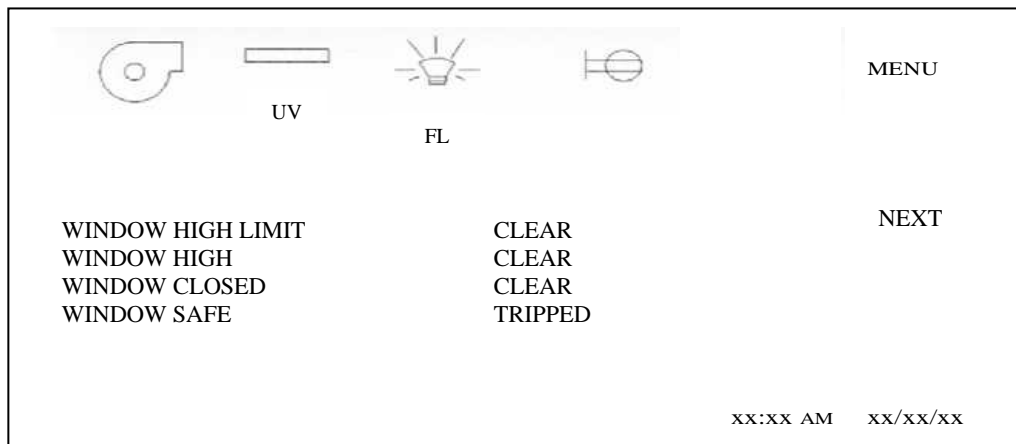 MENU
UV
FL
NEXT
WINDOW HIGH LIMIT CLEAR
WINDOW HIGH CLEAR
WINDOW CLOSED CLEAR
WINDOW SAFE TRIPPED
xx:xx AM xx/xx/xx